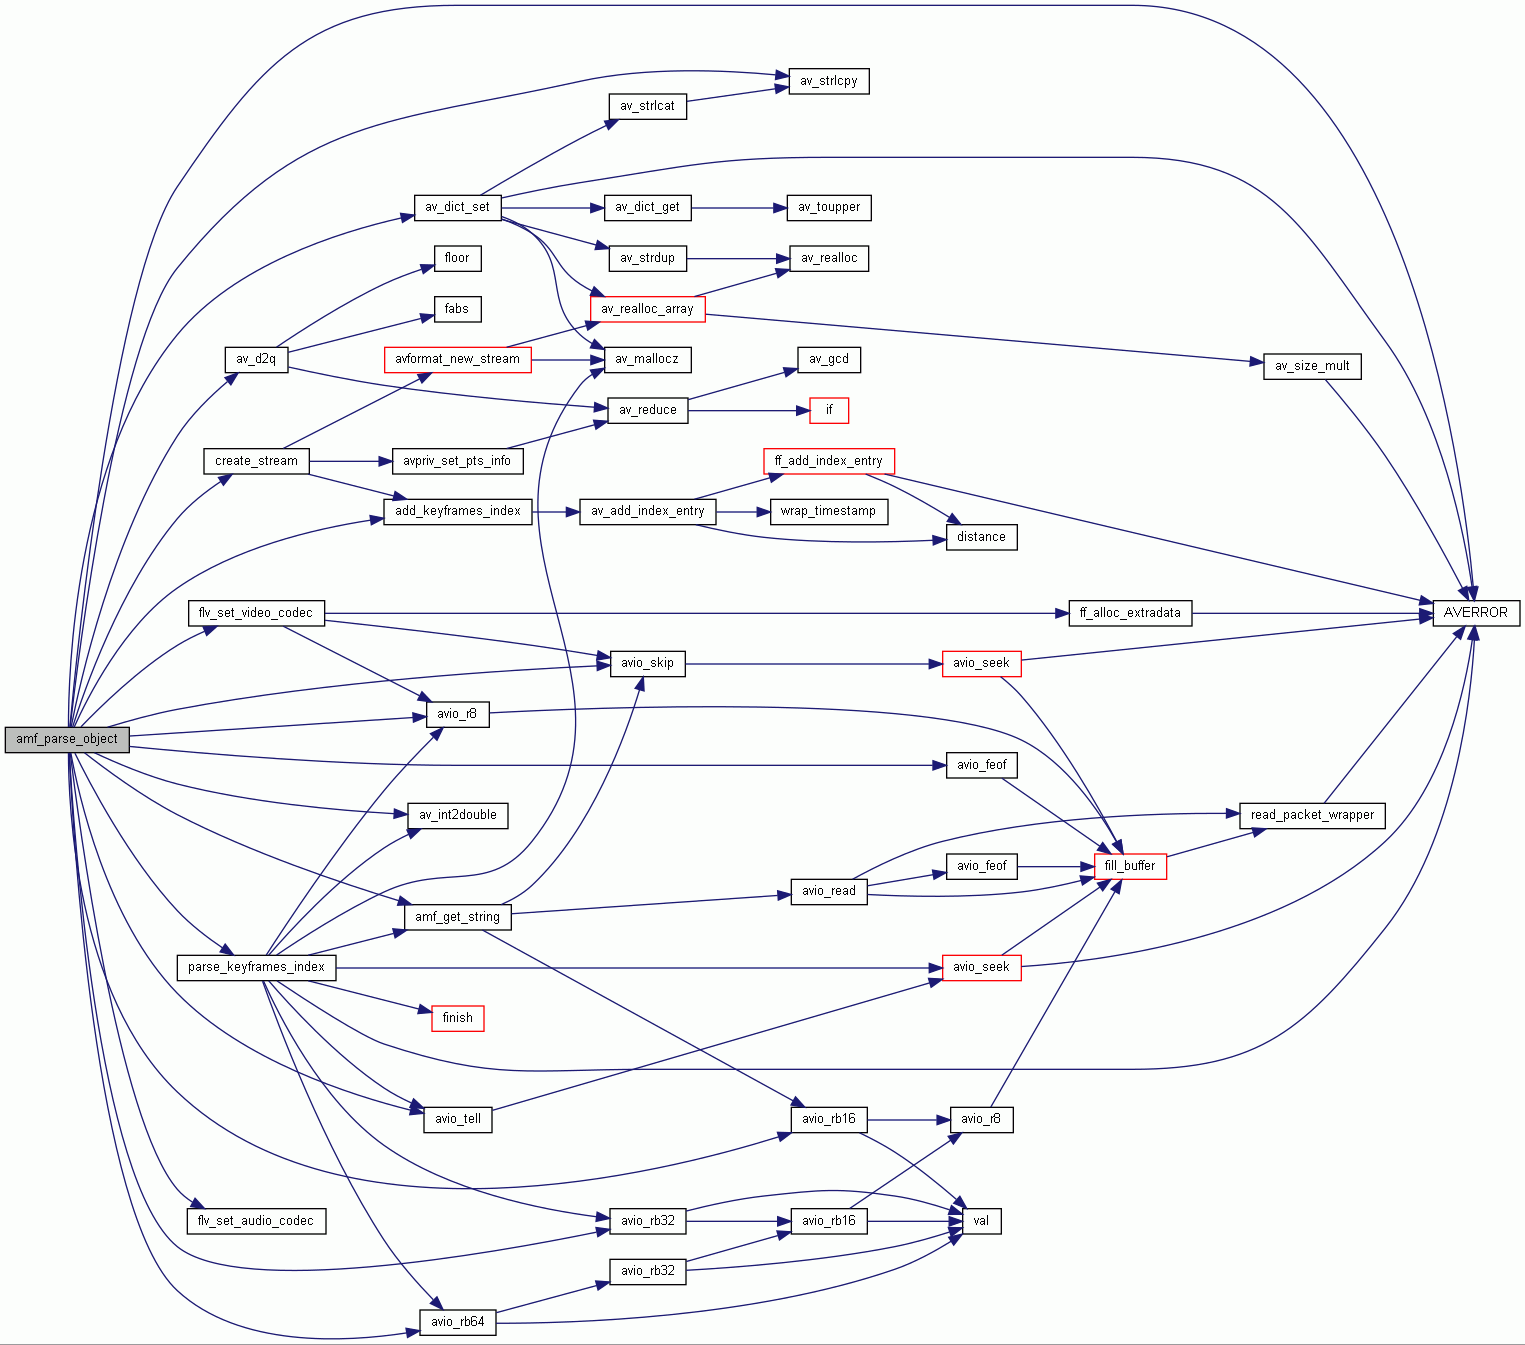 av_strlcpy
av_strlcat
av_dict_set
av_dict_get
av_toupper
floor
av_strdup
av_realloc
fabs
av_realloc_array
av_d2q
avformat_new_stream
av_mallocz
av_gcd
av_size_mult
av_reduce
if
create_stream
avpriv_set_pts_info
ff_add_index_entry
add_keyframes_index
av_add_index_entry
wrap_timestamp
distance
flv_set_video_codec
ff_alloc_extradata
AVERROR
avio_skip
avio_seek
avio_r8
amf_parse_object
avio_feof
av_int2double
read_packet_wrapper
avio_feof
fill_buffer
avio_read
amf_get_string
parse_keyframes_index
avio_seek
finish
avio_tell
avio_rb16
avio_r8
flv_set_audio_codec
avio_rb32
avio_rb16
val
avio_rb32
avio_rb64